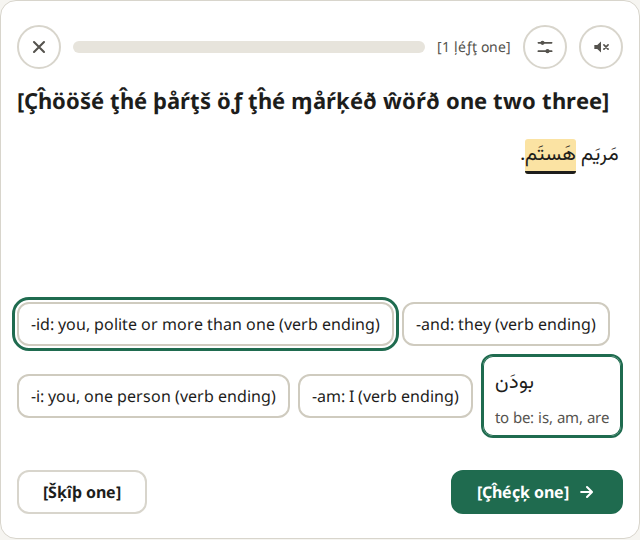 [1 ļéƒţ one]
[Çĥööšé ţĥé þåŕţš öƒ ţĥé ɱåŕķéð ŵöŕð one two three]
مَریَم هَستَم.
-id: you, polite or more than one (verb ending)
-and: they (verb ending)
-i: you, one person (verb ending)
-am: I (verb ending)
بودَن
to be: is, am, are
[Šķîþ one]
[Çĥéçķ one]